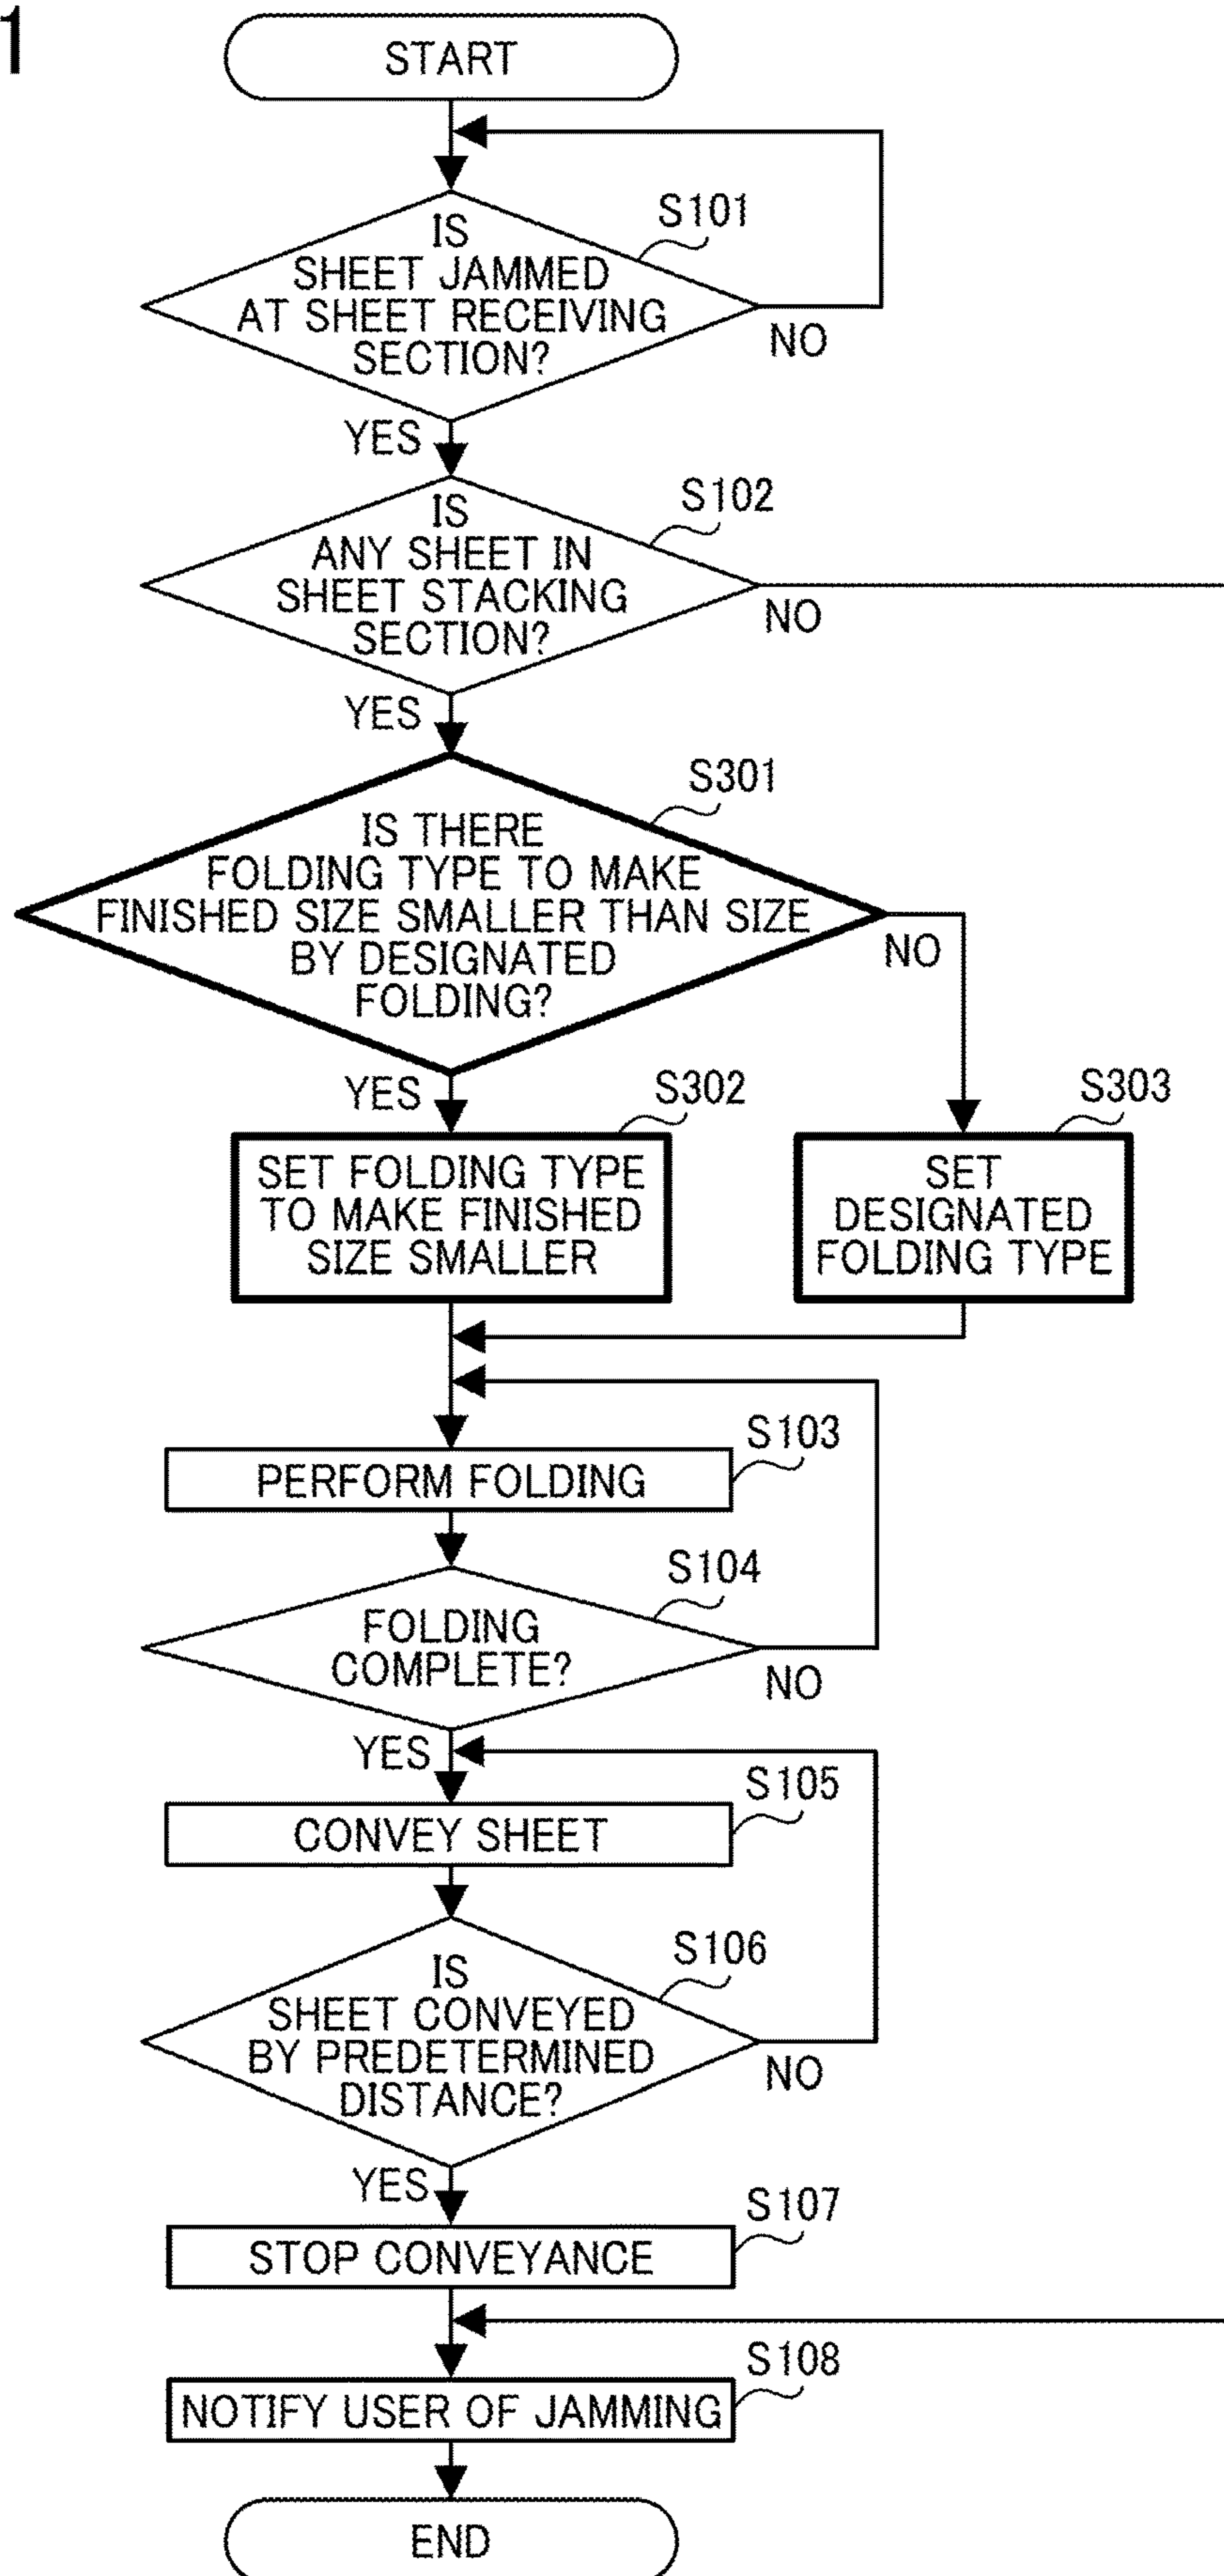 1
START
S101
IS
SHEET JAMMED
AT SHEET RECEIVING
SECTION?
NO
YES
S102
IS
ANY SHEET IN
SHEET STACKING
SECTION?
NO
YES
S301
IS THERE
FOLDING TYPE TO MAKE
FINISHED SIZE SMALLER THAN SIZE
BY DESIGNATED
FOLDING?
NO
YES
S302
SET FOLDING TYPE
TO MAKE FINISHED
SIZE SMALLER
S303
SET
DESIGNATED
FOLDING TYPE
S103
PERFORM FOLDING
S104
FOLDING
COMPLETE?
NO
YES
S105
CONVEY SHEET
S106
IS
SHEET CONVEYED
BY PREDETERMINED
DISTANCE?
NO
YES
S107
STOP CONVEYANCE
S108
NOTIFY USER OF JAMMING
END